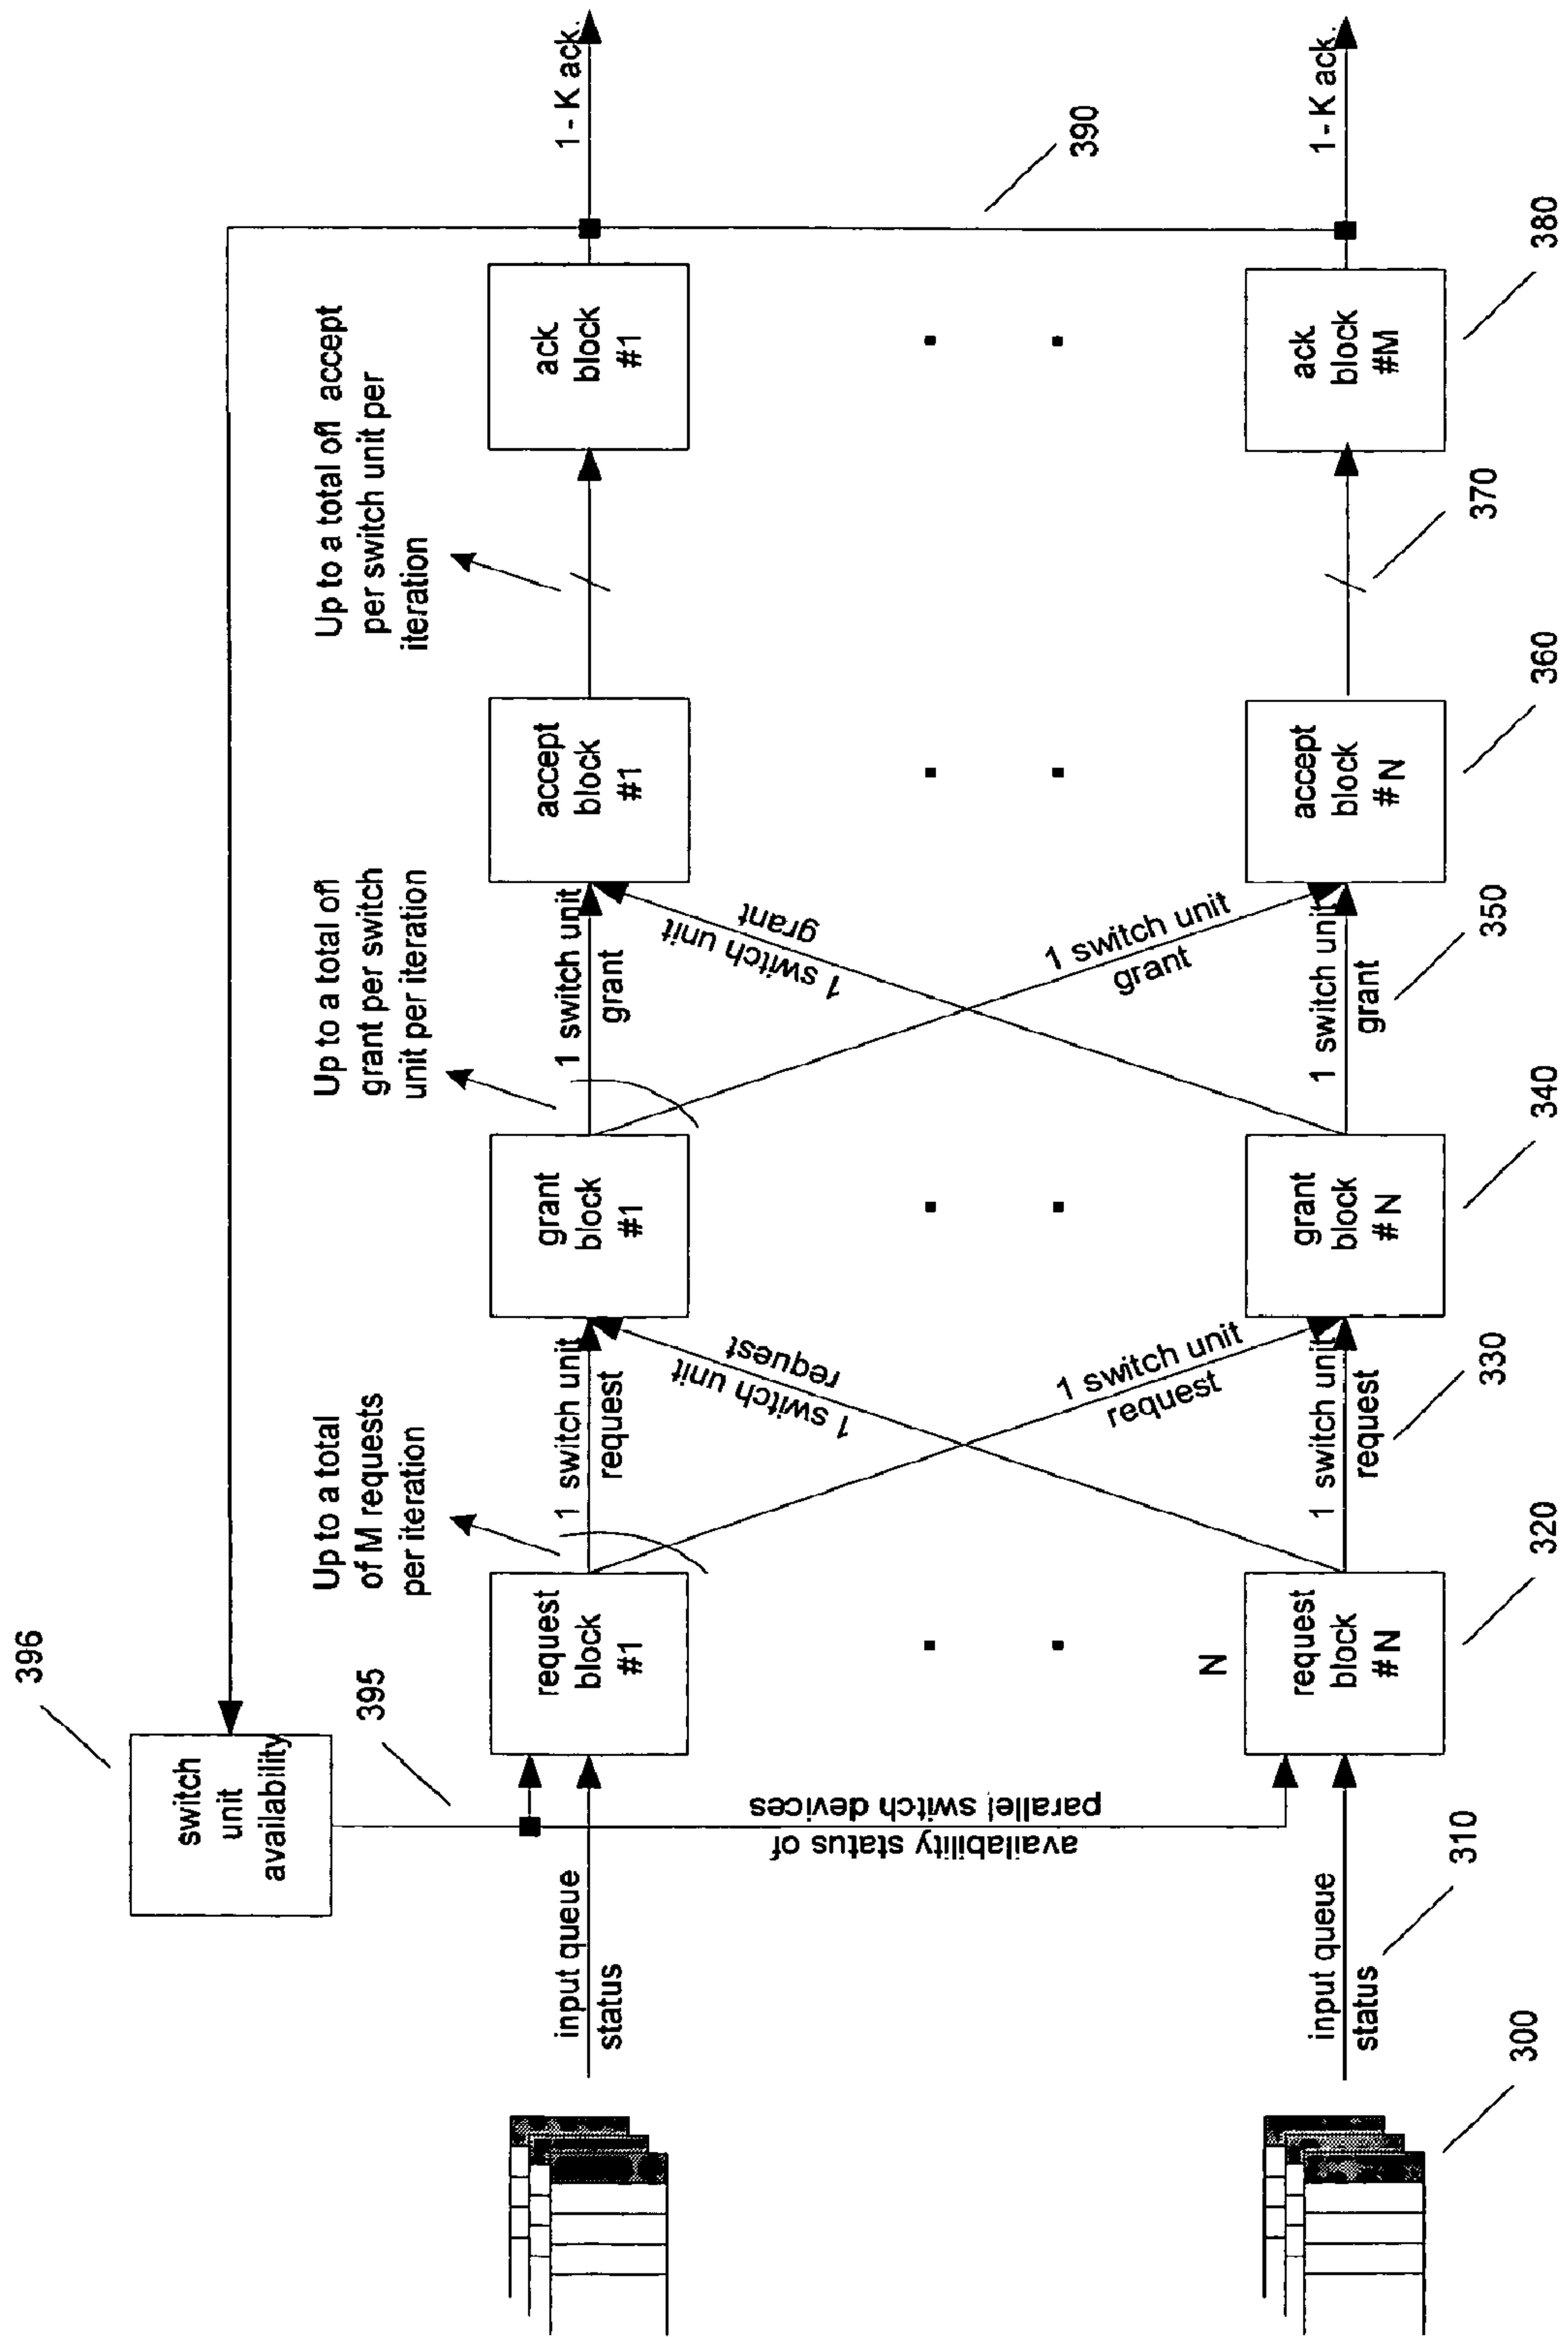 396
switch
unit
availability
395
Up to a total
of M requests
per iteration
Up to a total of1
grant per switch
unit per iteration
Up to a total of1 accept
per switch unit per
iteration
input queue
status
request
block
#1
1 switch unit
request
grant
block
#1
1 switch unit
grant
accept
block
#1
ack.
block
#1
1 - K ack.
availability status of
parallel switch devices
1 switch unit
request
1 switch unit
request
1 switch unit
grant
1 switch unit
grant
390
N
input queue
status
request
block
# N
1 switch unit
request
grant
block
# N
1 switch unit
grant
accept
block
# N
ack.
block
#M
1 - K ack.
300
310
320
330
340
350
360
370
380